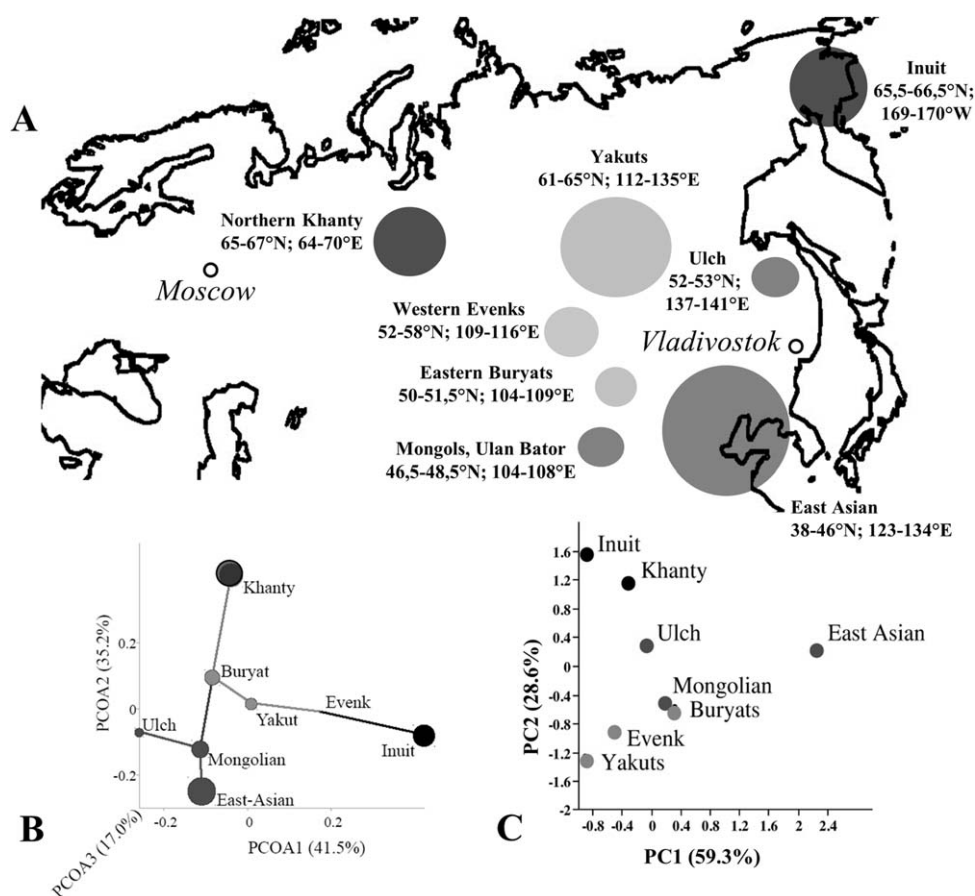 A
Inuit
65,5-66,5°N;
169-170°W
Yakuts
61-65°N; 112-135°E
Northern Khanty
65-67°N; 64-70°E
Moscow
Ulch
52-53°N;
137-141°E
Western Evenks
52-58°N; 109-116°E
Vladivostok
Eastern Buryats
50-51,5°N; 104-109°E
Mongols, Ulan Bator
46,5-48,5°N; 104-108°E
East Asian
38-46°N; 123-134°E
B
PCOA2 (35.2%)
0.2
0
-0.2
Khanty
Buryat
Yakut
Evenk
Inuit
Ulch
Mongolian
East-Asian
PCOA3 (17.0%)
-0.2
0.2
PCOA1 (41.5%)
C
PC2 (28.6%)
1.6
1.2
0.8
0.4
0
-0.4
-0.8
-1.2
-1.6
-2
Inuit
Khanty
Ulch
East Asian
Mongolian
Buryats
Evenk
Yakuts
-0.8 -0.4 0 0.4 0.8 1.2 1.6 2 2.4
PC1 (59.3%)